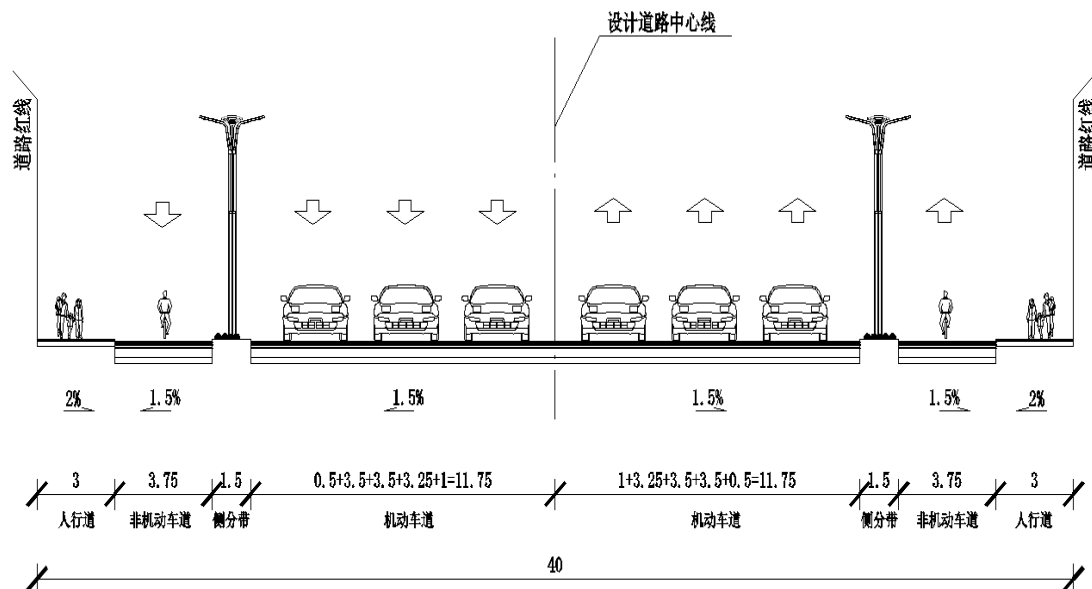 设计道路中心线
道路红线
道路红线
2%
1.5%
1.5%
1.5%
1.5%
2%
3
3.75
1.5
0.5+3.5+3.5+3.25+1=11.75
1+3.25+3.5+3.5+0.5=11.75
1.5
3.75
3
人行道
非机动车道
侧分带
机动车道
机动车道
侧分带
非机动车道
人行道
40